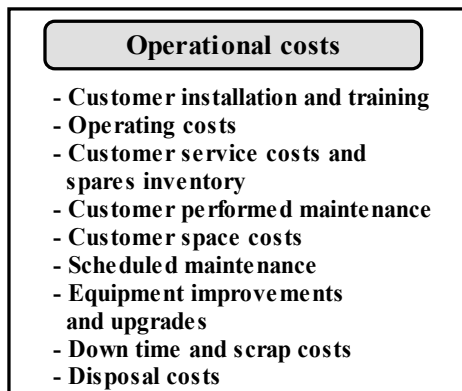 Operational costs
- Customer installation and training
- Operating costs
- Customer service costs and
spares inventory
- Customer performed maintenance
- Customer space costs
- Scheduled maintenance
- Equipment improvements
and upgrades
- Down time and scrap costs
- Disposal costs